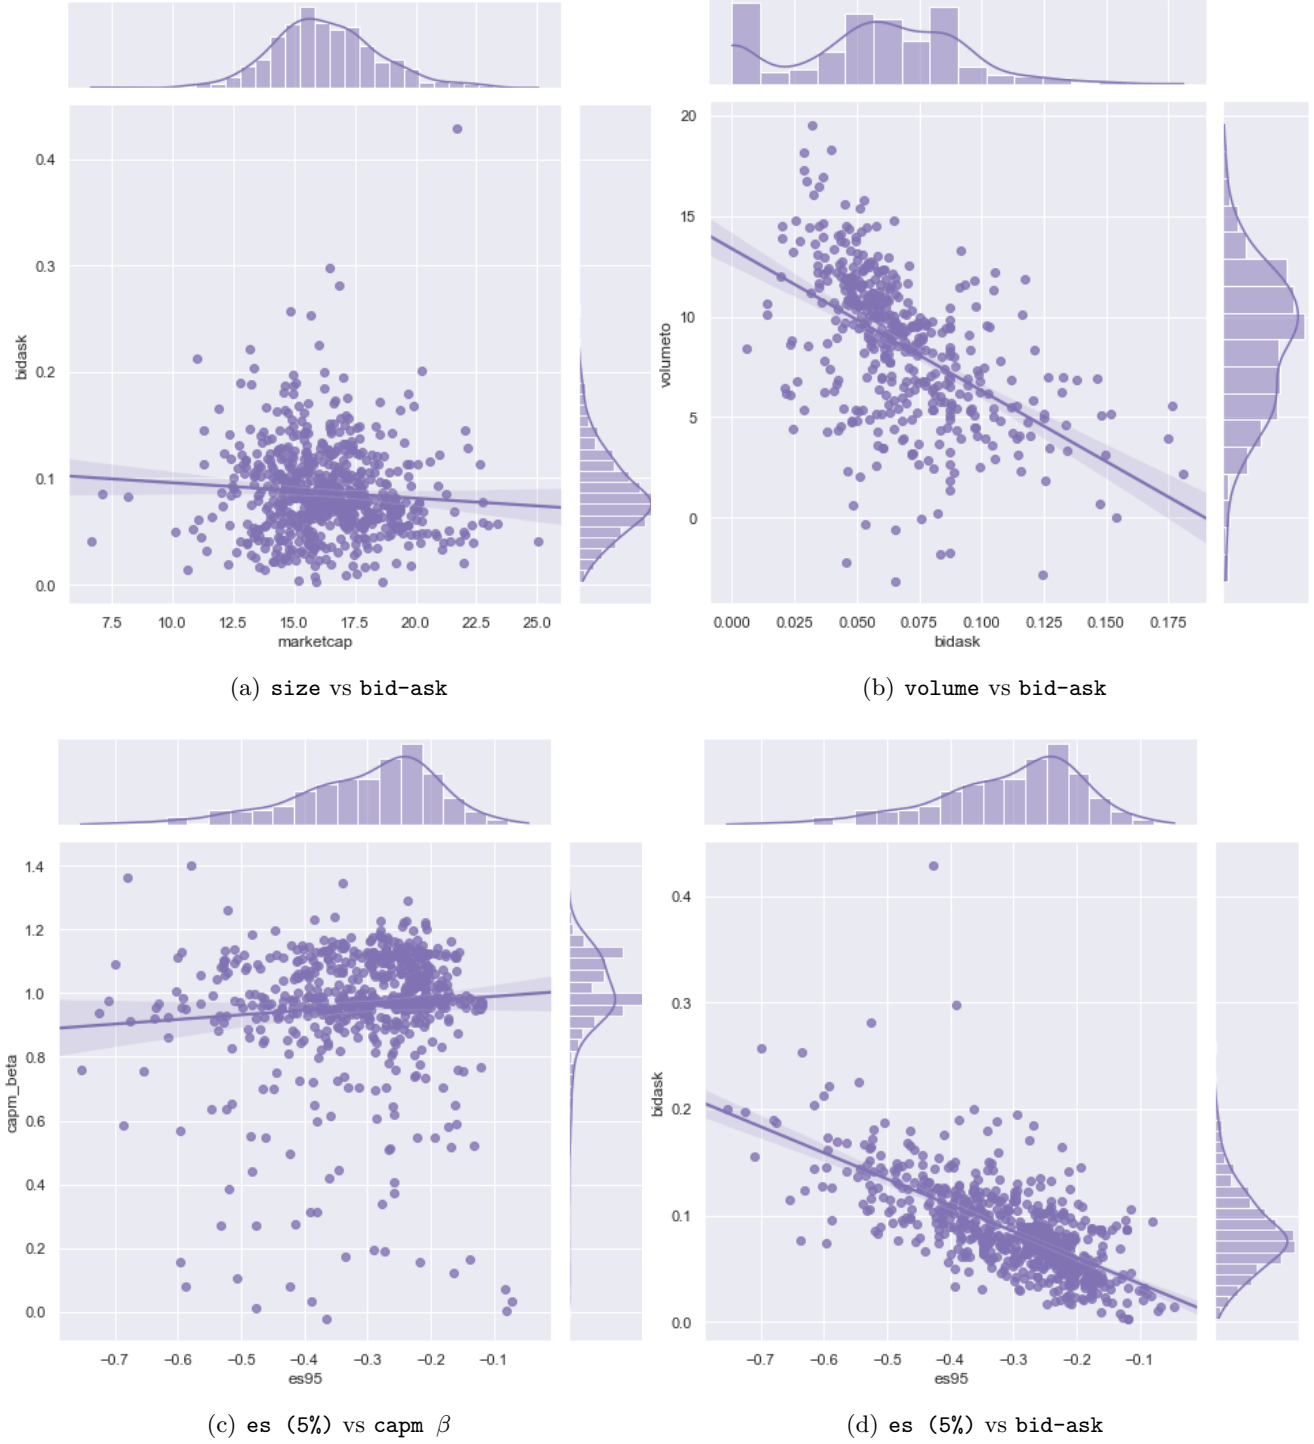 0.4
0.3
bidask
0.2
0.1
0.0
7.5 10.0 12.5 15.0 17.5 20.0 22.5 25.0
marketcap
(a) size vs bid-ask
20
15
10
volumeto
5
0
0.000 0.025 0.050 0.075 0.100 0.125 0.150 0.175
bidask
(b) volume vs bid-ask
1.4
1.2
1.0
0.8
capm_beta
0.6
0.4
0.2
0.0
−0.7 −0.6 −0.5 −0.4 −0.3 −0.2 −0.1
es95
(c) es (5%) vs capm β
0.4
0.3
bidask
0.2
0.1
0.0
−0.7 −0.6 −0.5 −0.4 −0.3 −0.2 −0.1
es95
(d) es (5%) vs bid-ask